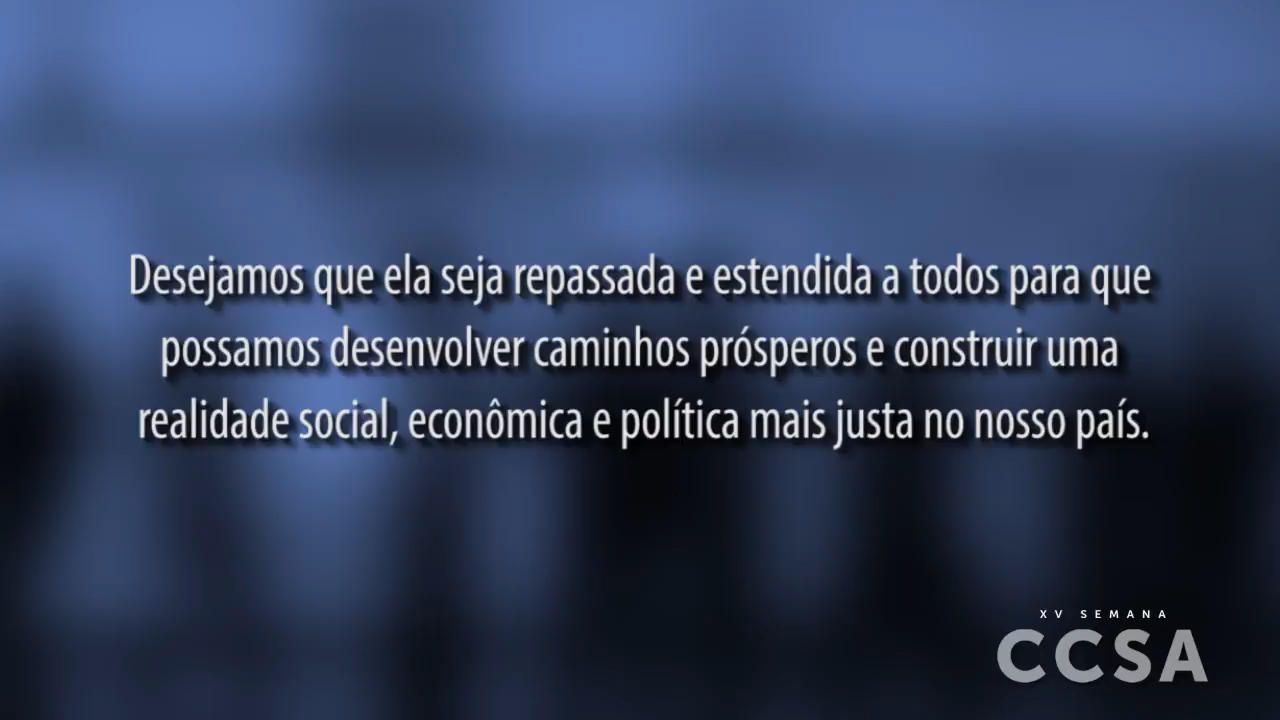 Desejamos que ela seja repassada e estendida a todos para que
possamos desenvolver caminhos prósperos e construir uma
realidade social, econômica e política mais justa no nosso país.
XV SEMANA
CCSA